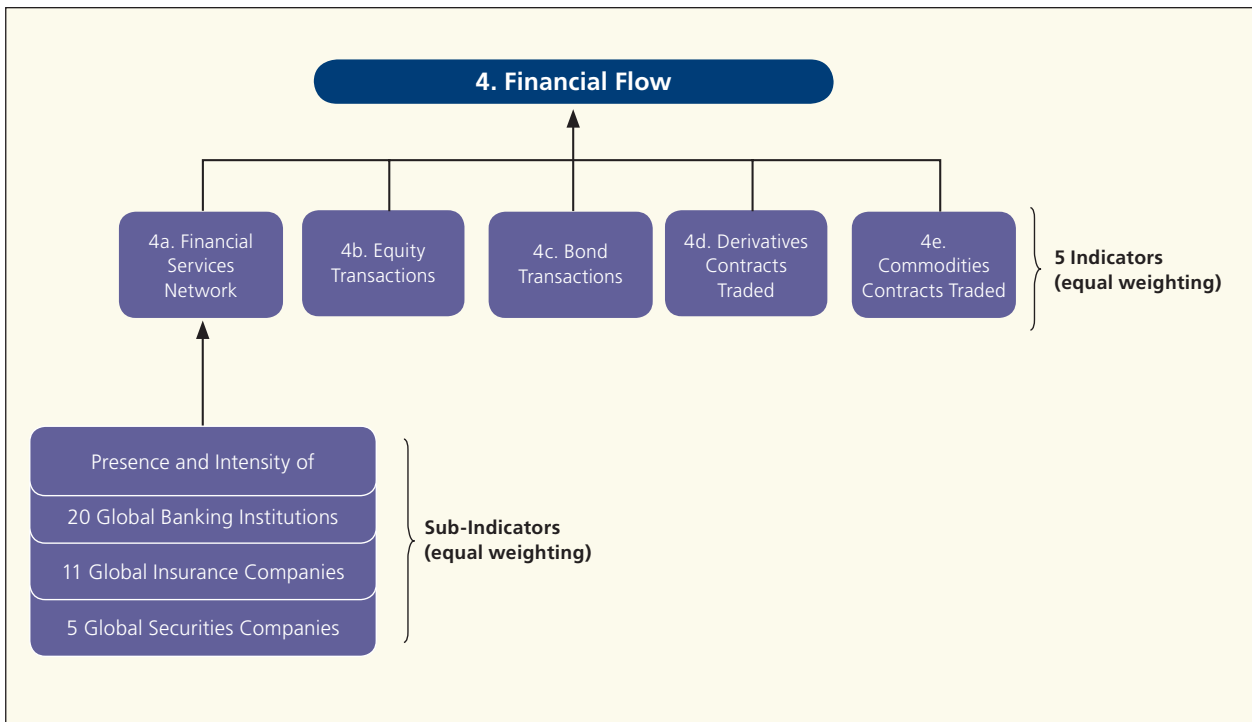 4. Financial Flow
4a. Financial
Services
Network
4b. Equity
Transactions
4c. Bond
Transactions
4d. Derivatives
Contracts
Traded
4e.
Commodities
Contracts Traded
5 Indicators
(equal weighting)
Presence and Intensity of
20 Global Banking Institutions
11 Global Insurance Companies
5 Global Securities Companies
Sub-Indicators
(equal weighting)